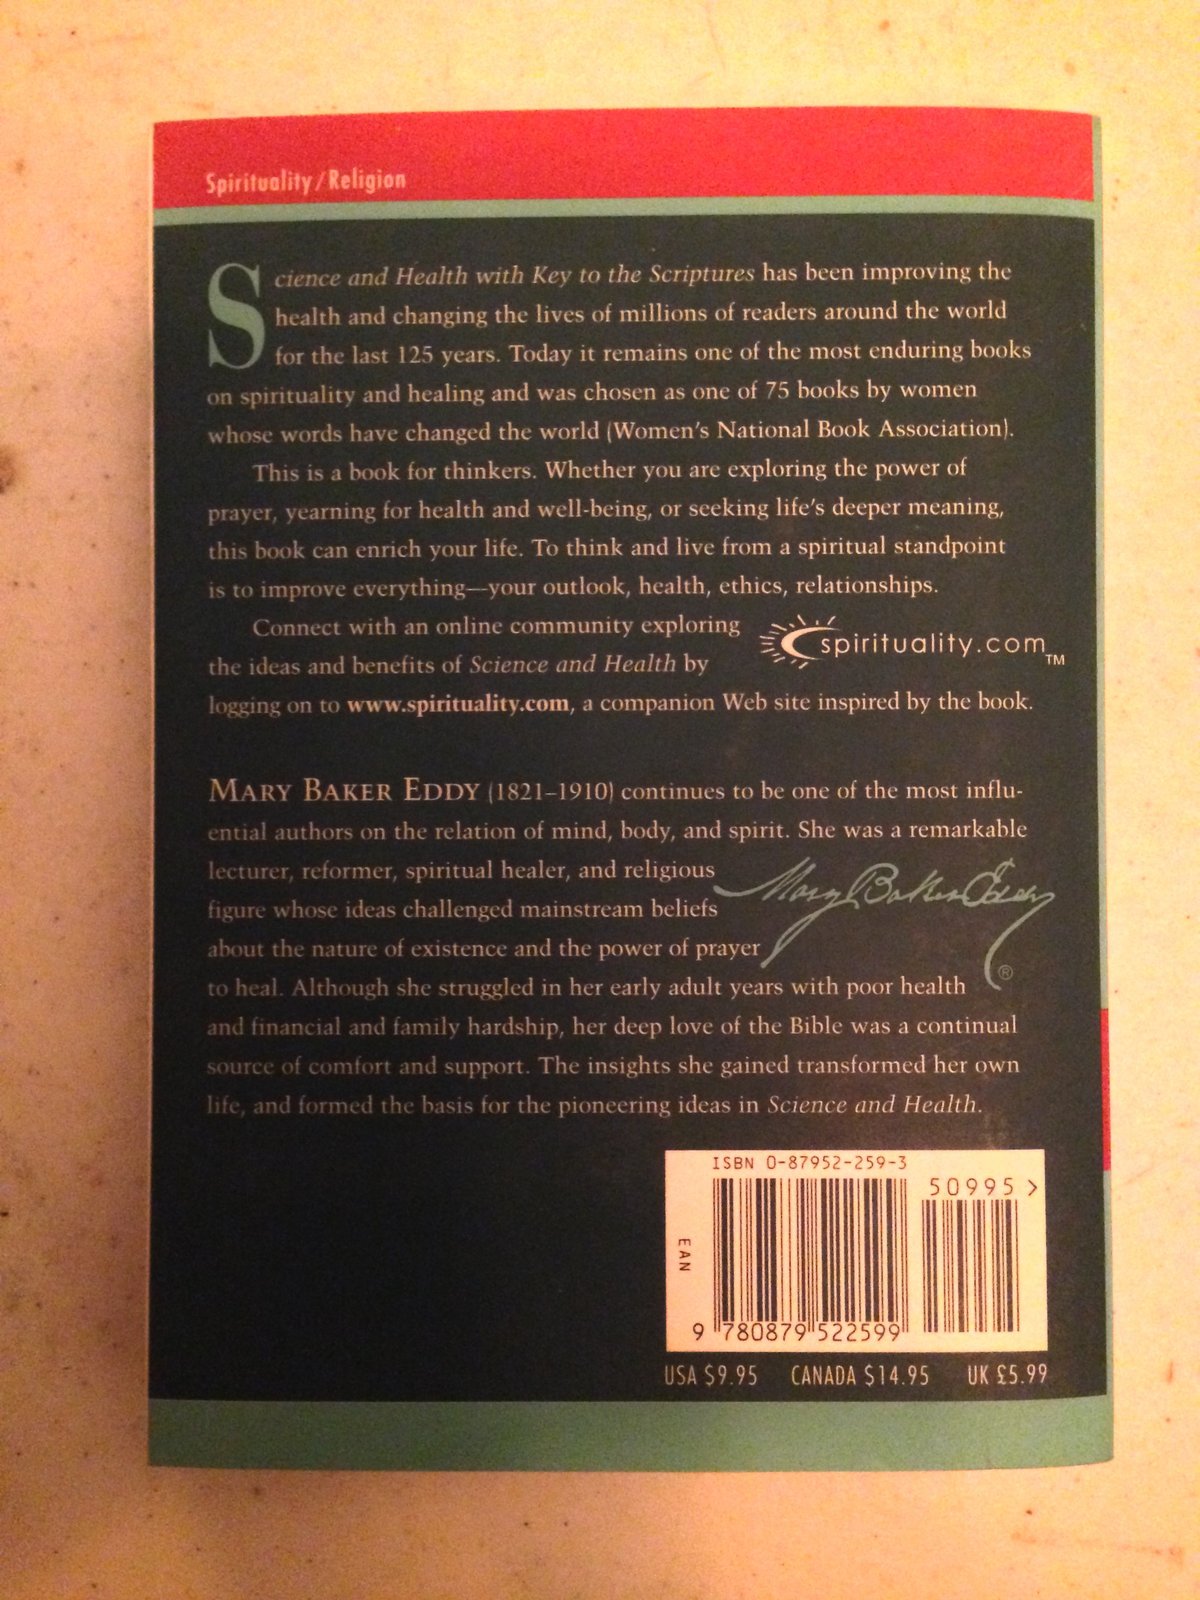 Spirituality/Religion
Science and Health with Key to the Scriptures has been improving the
health and changing the lives of millions of readers around the world
for the last 125 years. Today it remains one of the most enduring books
on spirituality and healing and was chosen as one of 75 books by women
whose words have changed the world (Women's National Book Association).
This is a book for thinkers. Whether you are exploring the power of
prayer, yearning for health and well-being, or seeking life's deeper meaning,
this book can enrich your life. To think and live from a spiritual standpoint
is to improve everything—your outlook, health, ethics, relationships.
Connect with an online community exploring
the ideas and benefits of Science and Health by
logging on to www.spirituality.com, a companion Web site inspired by the book.
spirituality.com™
MARY BAKER EDDY (1821–1910) continues to be one of the most influ-
ential authors on the relation of mind, body, and spirit. She was a remarkable
lecturer, reformer, spiritual healer, and religious
figure whose ideas challenged mainstream beliefs
about the nature of existence and the power of prayer
to heal. Although she struggled in her early adult years with poor health
and financial and family hardship, her deep love of the Bible was a continual
source of comfort and support. The insights she gained transformed her own
life, and formed the basis for the pioneering ideas in Science and Health.
Mary Baker Eddy®
ISBN 0-87952-259-3
50995 >
EAN
9 780879 522599
USA $9.95 CANADA $14.95 UK £5.99